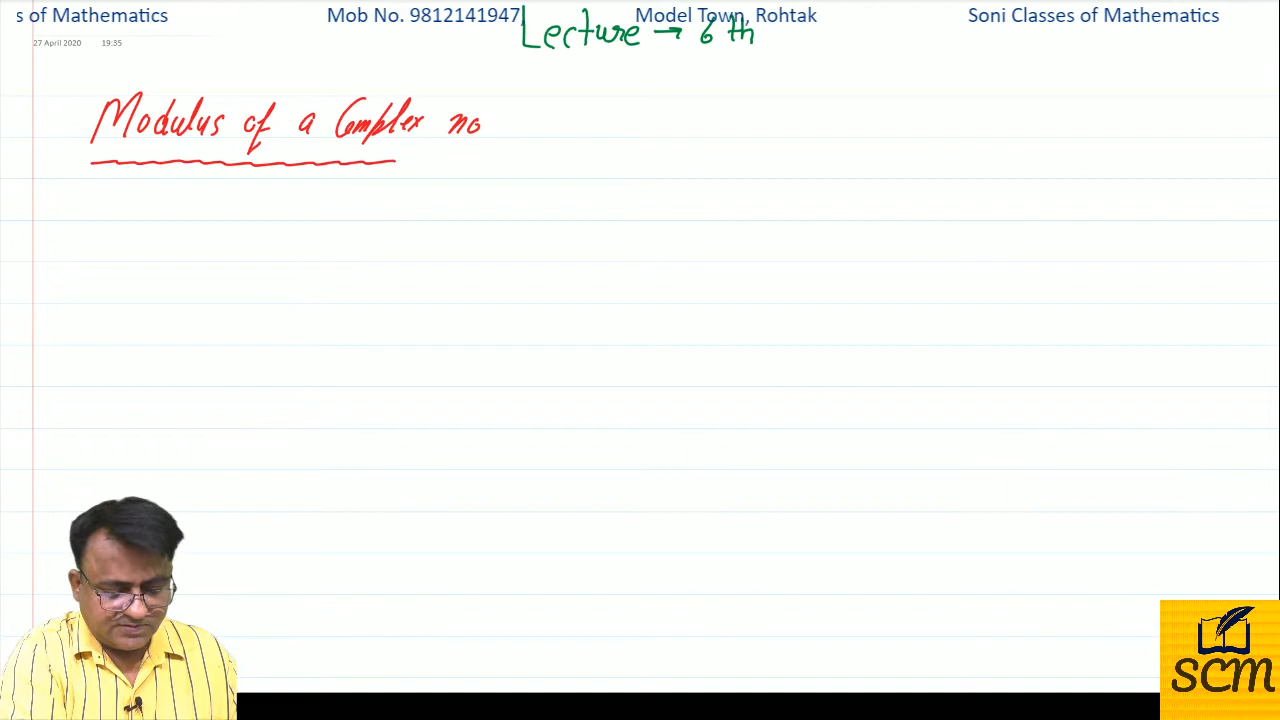 s of Mathematics Mob No. 9812141947, Model Town, Rohtak Soni Classes of Mathematics
Lecture → 6 th
27 April 2020 19:35
Modulus of a Complex no
SCM